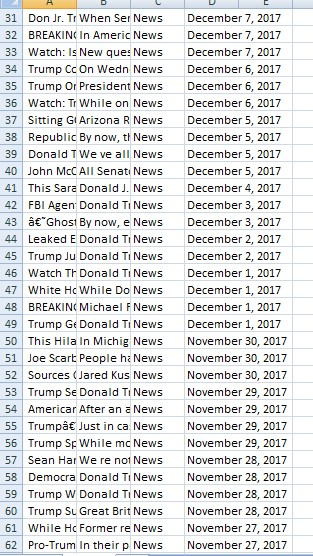 A B C D E
31 Don Jr. Tr When Ser News December 7, 2017
32 BREAKING In Americ News December 7, 2017
33 Watch: Is New ques News December 7, 2017
34 Trump Co On Wedn News December 6, 2017
35 Trump Or President News December 6, 2017
36 Watch: Tr While on News December 6, 2017
37 Sitting GO Arizona R News December 5, 2017
38 Republic By now, th News December 5, 2017
39 Donald T We ve all News December 5, 2017
40 John McC All Senat News December 5, 2017
41 This Sara Donald J. News December 4, 2017
42 FBI Agen Donald Tr News December 3, 2017
43 â€˜Ghost By now, e News December 3, 2017
44 Leaked E Donald Tr News December 2, 2017
45 Trump Ju Donald Tr News December 2, 2017
46 Watch Th Donald Tr News December 1, 2017
47 White Ho While Do News December 1, 2017
48 BREAKING Michael F News December 1, 2017
49 Trump Ge Donald Tr News December 1, 2017
50 This Hila In Michig News November 30, 2017
51 Joe Scarb People ha News November 30, 2017
52 Sources C Jared Kus News November 30, 2017
53 Trump Se Donald Tr News November 29, 2017
54 American After an a News November 29, 2017
55 Trumpâ€ Just in ca News November 29, 2017
56 Trump Sp While mo News November 29, 2017
57 Sean Han We re not News November 28, 2017
58 Democra Donald Tr News November 28, 2017
59 Trump W Donald Tr News November 28, 2017
60 Trump Su Great Brit News November 28, 2017
61 While Ho Former re News November 27, 2017
62 Pro-Trum In their p News November 27, 2017